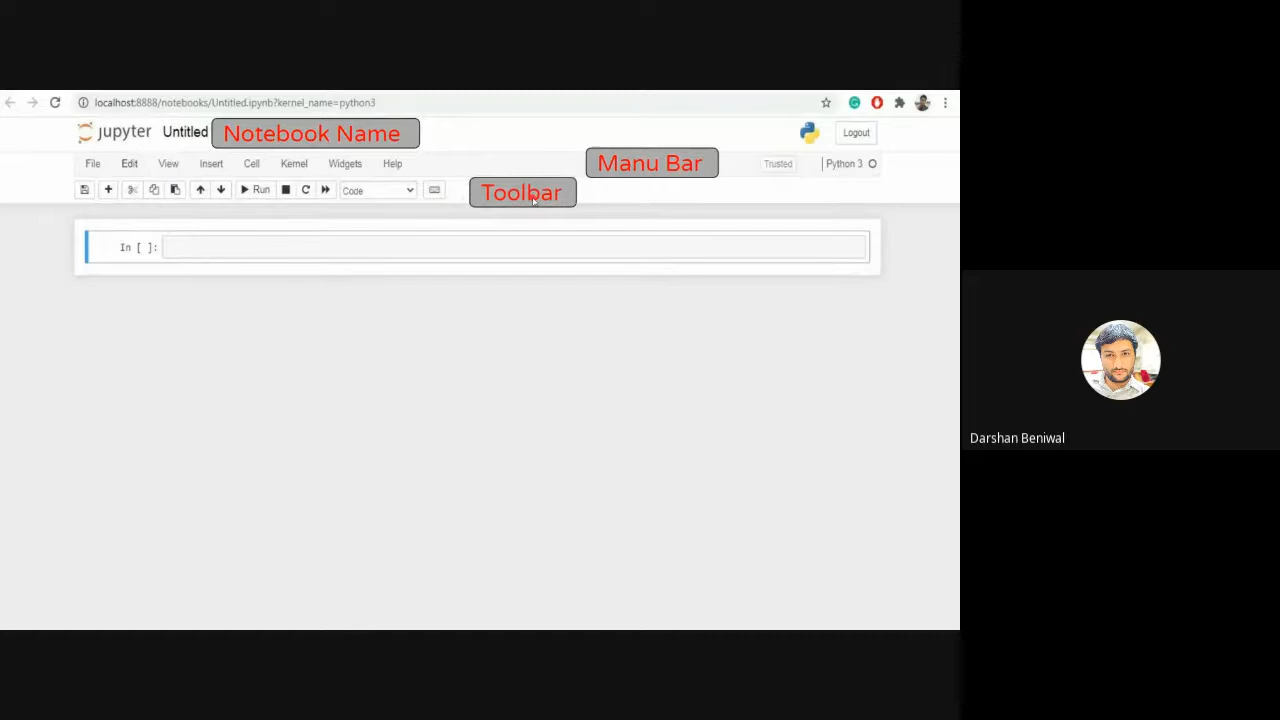 localhost:8888/notebooks/Untitled.ipynb?kernel_name=python3
jupyter Untitled Notebook Name Logout
File Edit View Insert Cell Kernel Widgets Help Manu Bar Trusted Python 3
Run Code Toolbar
In [ ]:
Darshan Beniwal